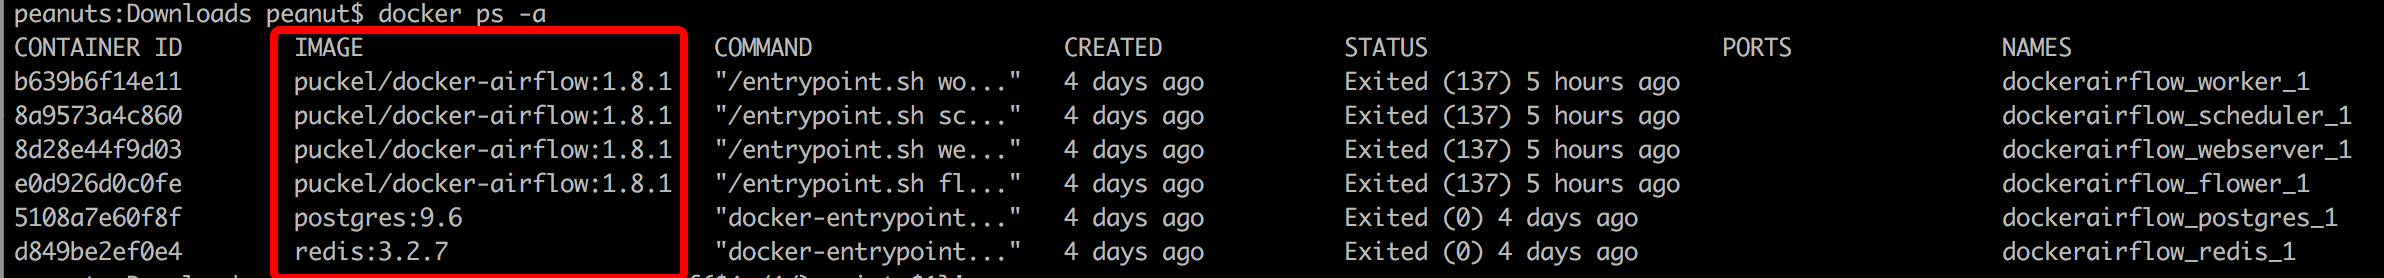 peanuts:Downloads peanut$ docker ps -a
CONTAINER ID IMAGE COMMAND CREATED STATUS PORTS NAMES
b639b6f14e11 puckel/docker-airflow:1.8.1 "/entrypoint.sh wo..." 4 days ago Exited (137) 5 hours ago dockerairflow_worker_1
8a9573a4c860 puckel/docker-airflow:1.8.1 "/entrypoint.sh sc..." 4 days ago Exited (137) 5 hours ago dockerairflow_scheduler_1
8d28e44f9d03 puckel/docker-airflow:1.8.1 "/entrypoint.sh we..." 4 days ago Exited (137) 5 hours ago dockerairflow_webserver_1
e0d926d0c0fe puckel/docker-airflow:1.8.1 "/entrypoint.sh fl..." 4 days ago Exited (137) 5 hours ago dockerairflow_flower_1
5108a7e60f8f postgres:9.6 "docker-entrypoint..." 4 days ago Exited (0) 4 days ago dockerairflow_postgres_1
d849be2ef0e4 redis:3.2.7 "docker-entrypoint..." 4 days ago Exited (0) 4 days ago dockerairflow_redis_1